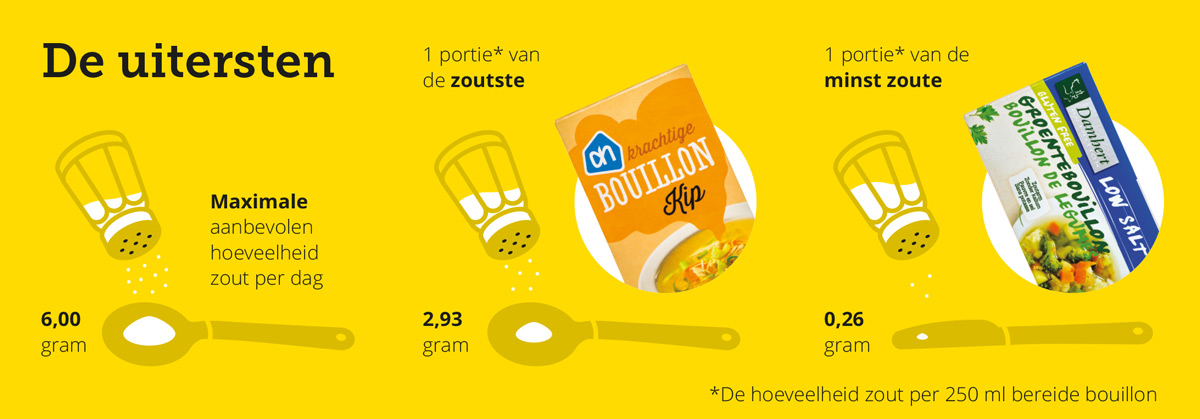 De uitersten
Maximale
aanbevolen
hoeveelheid
zout per dag
6,00
gram
1 portie* van
de zoutste
krachtige
BOUILLON
Kip
2,93
gram
1 portie* van de
minst zoute
GLUTEN FREE
GROENTEBOUILLON
BOUILLON DE LEGUM
Dambert
LOW SALT
0,26
gram
*De hoeveelheid zout per 250 ml bereide bouillon